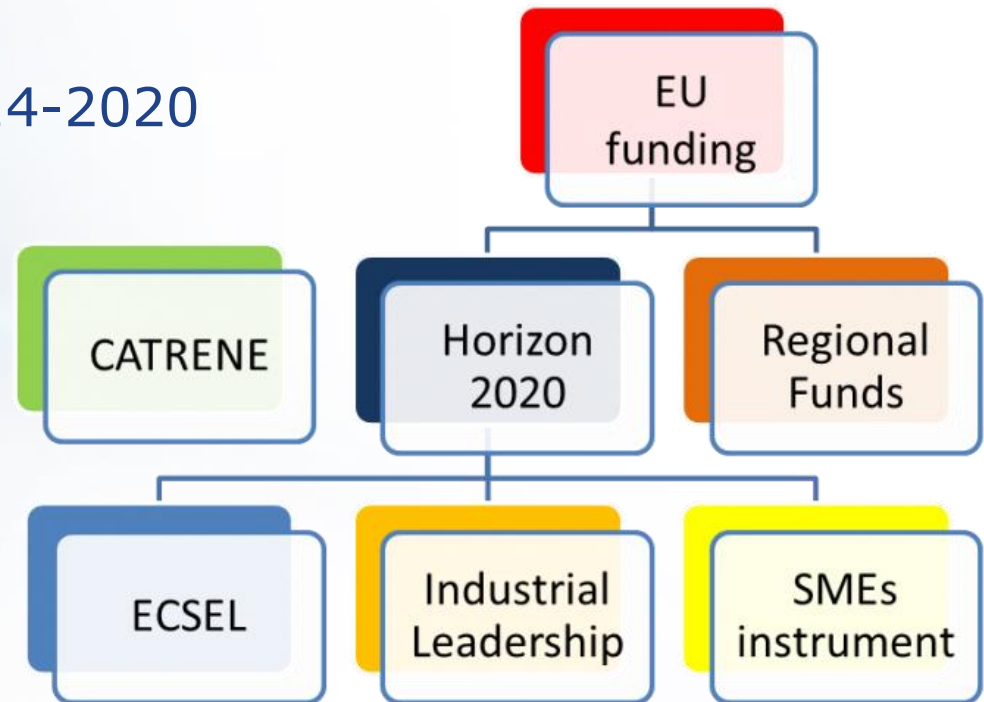 4-2020
EU
funding
CATRENE
Horizon
2020
Regional
Funds
ECSEL
Industrial
Leadership
SMEs
instrument